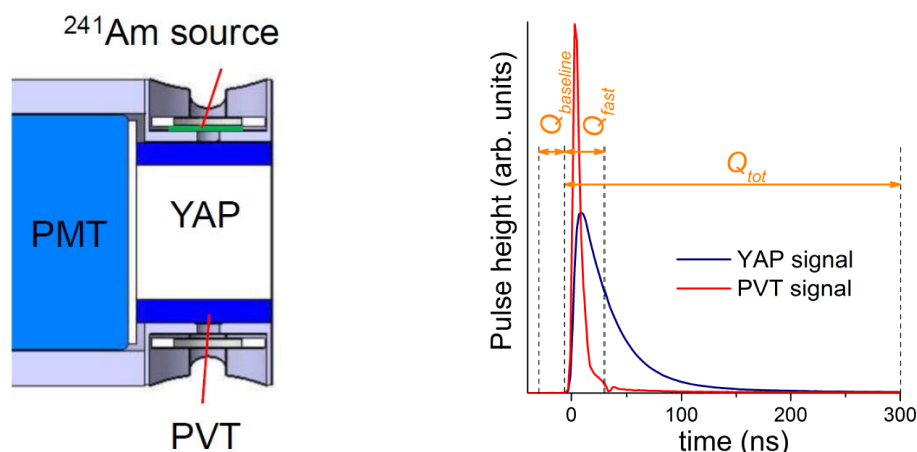 ²⁴¹Am source
PMT
YAP
PVT
Pulse height (arb. units)
Q_baseline
Q_fast
Q_tot
YAP signal
PVT signal
0
100
200
300
time (ns)